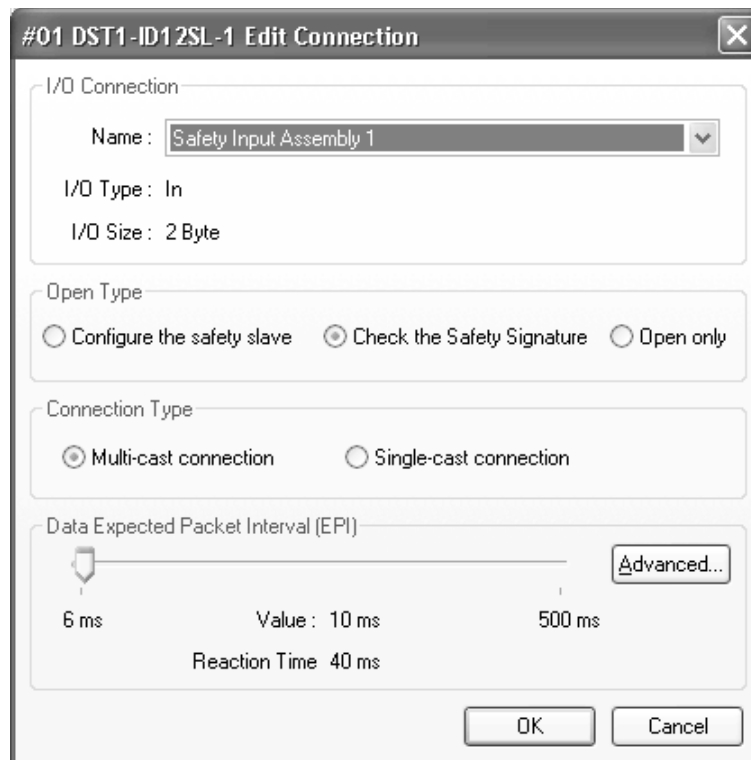 #01 DST1-ID12SL-1 Edit Connection
I/O Connection
Name : Safety Input Assembly 1
I/O Type : In
I/O Size : 2 Byte
Open Type
Configure the safety slave Check the Safety Signature Open only
Connection Type
Multi-cast connection Single-cast connection
Data Expected Packet Interval (EPI)
Advanced...
6 ms Value : 10 ms 500 ms
Reaction Time 40 ms
OK Cancel